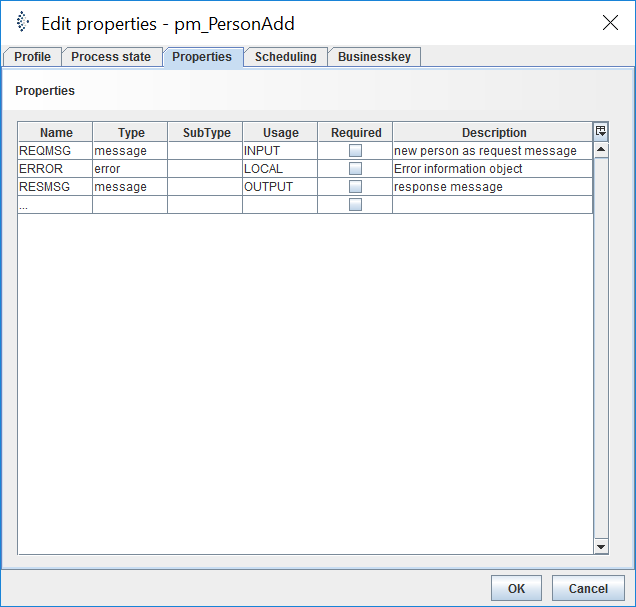 Edit properties - pm_PersonAdd
Profile Process state Properties Scheduling Businesskey
Properties
Name Type SubType Usage Required Description
REQMSG message INPUT new person as request message
ERROR error LOCAL Error information object
RESMSG message OUTPUT response message
...
OK Cancel